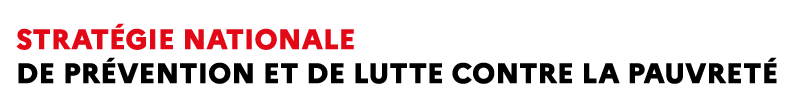 STRATÉGIE NATIONALE
DE PRÉVENTION ET DE LUTTE CONTRE LA PAUVRETÉ